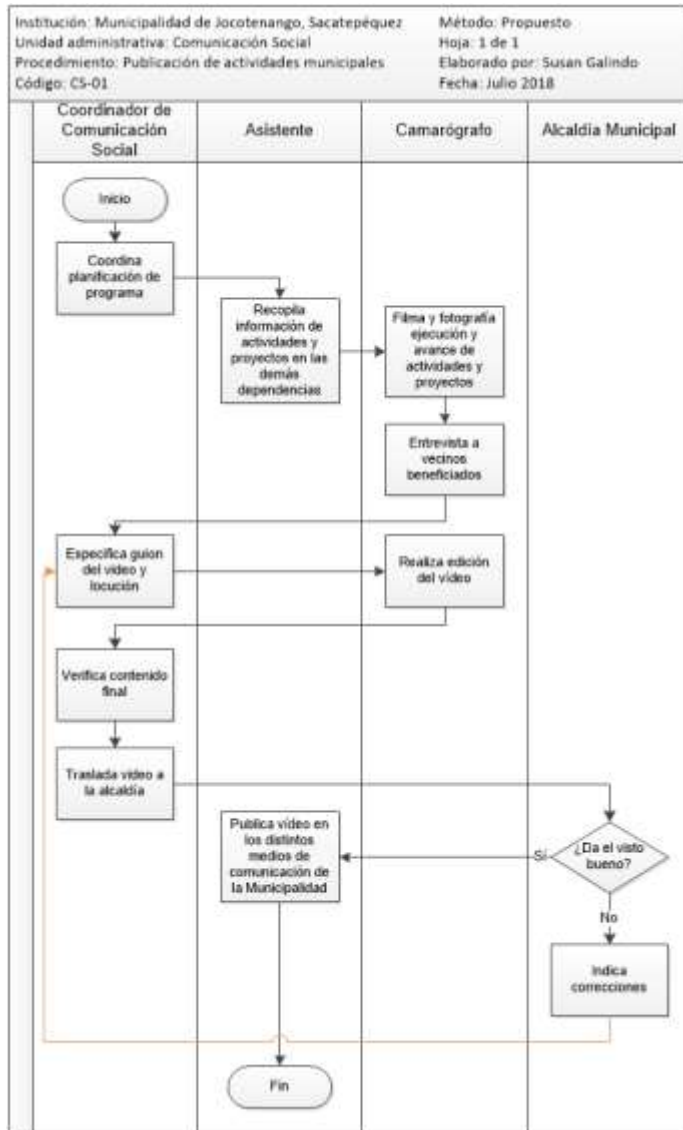 Institución: Municipalidad de Jocotenango, Sacatepéquez
Unidad administrativa: Comunicación Social
Procedimiento: Publicación de actividades municipales
Código: CS-01
Método: Propuesto
Hoja: 1 de 1
Elaborado por: Susan Galindo
Fecha: Julio 2018
Coordinador de
Comunicación
Social
Asistente
Camarógrafo
Alcaldía Municipal
Inicio
Coordina
planificación de
programa
Recopila
información de
actividades y
proyectos en las
demás
dependencias
Filma y fotografía
ejecución y
avance de
actividades y
proyectos
Entrevista a
vecinos
beneficiados
Especifica guion
del video y
locución
Realiza edición
del vídeo
Verifica contenido
final
Traslada video a
la alcaldía
Publica vídeo en
los distintos
medios de
comunicación de
la Municipalidad
Sí
¿Da el visto
bueno?
No
Indica
correcciones
Fin